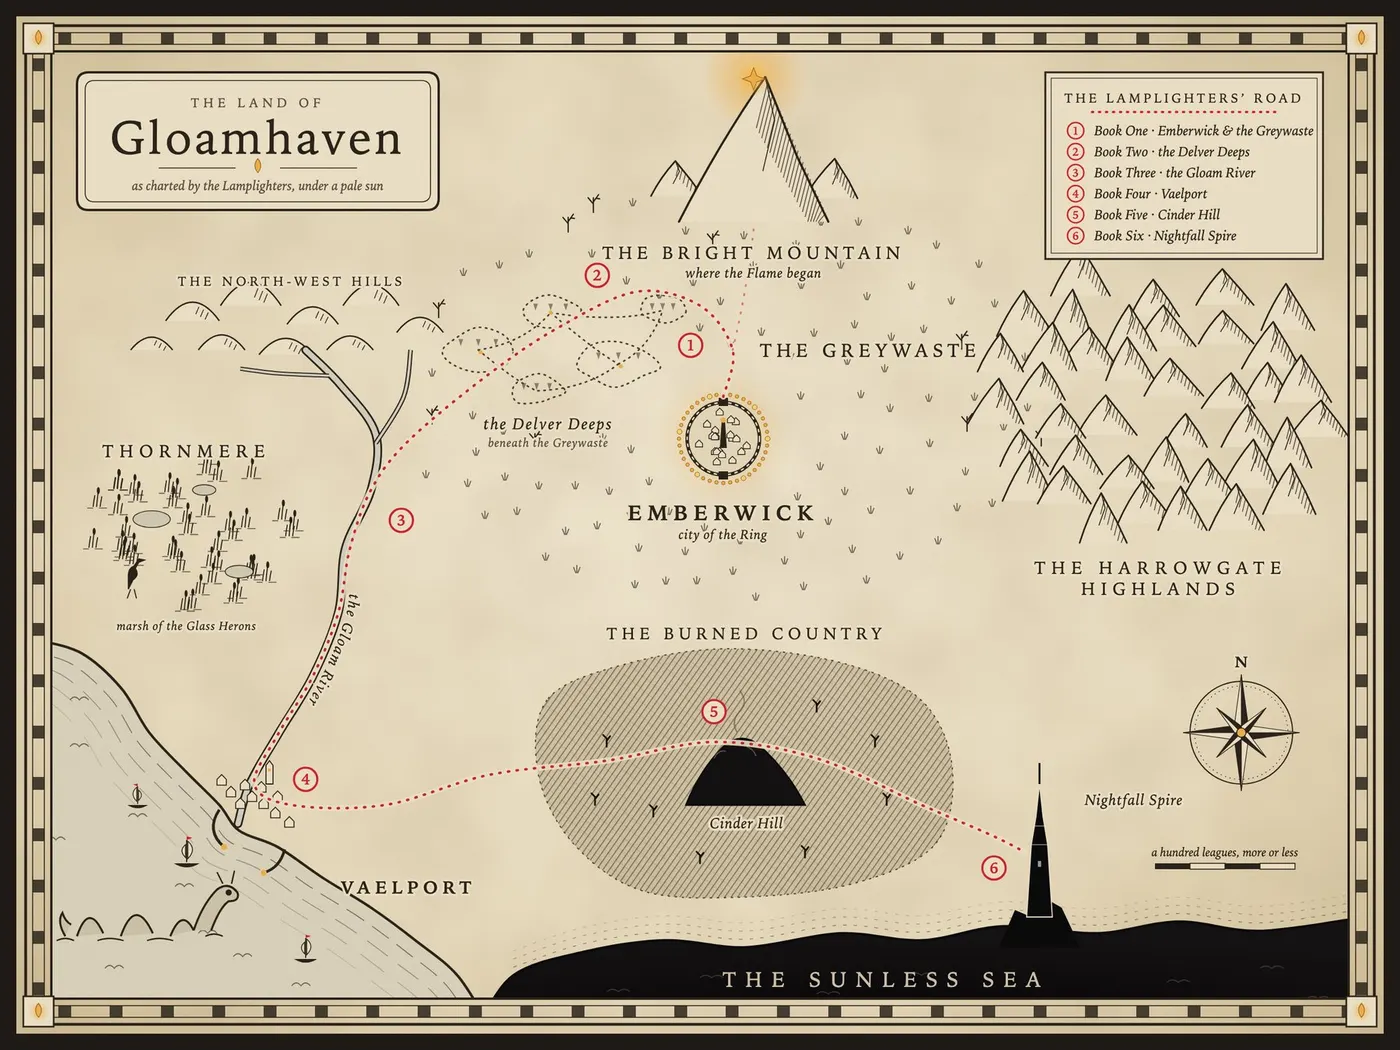 THE LAND OF
Gloamhaven
as charted by the Lamplighters, under a pale sun
THE LAMPLIGHTERS’ ROAD
1 Book One · Emberwick & the Greywaste
2 Book Two · the Delver Deeps
3 Book Three · the Gloam River
4 Book Four · Vaelport
5 Book Five · Cinder Hill
6 Book Six · Nightfall Spire
THE BRIGHT MOUNTAIN
where the Flame began
2
THE NORTH-WEST HILLS
1
THE GREYWASTE
the Delver Deeps
beneath the Greywaste
THORNMERE
marsh of the Glass Herons
3
EMBERWICK
city of the Ring
THE HARROWGATE
HIGHLANDS
the Gloam River
THE BURNED COUNTRY
N
5
4
Cinder Hill
Nightfall Spire
a hundred leagues, more or less
6
VAELPORT
THE SUNLESS SEA